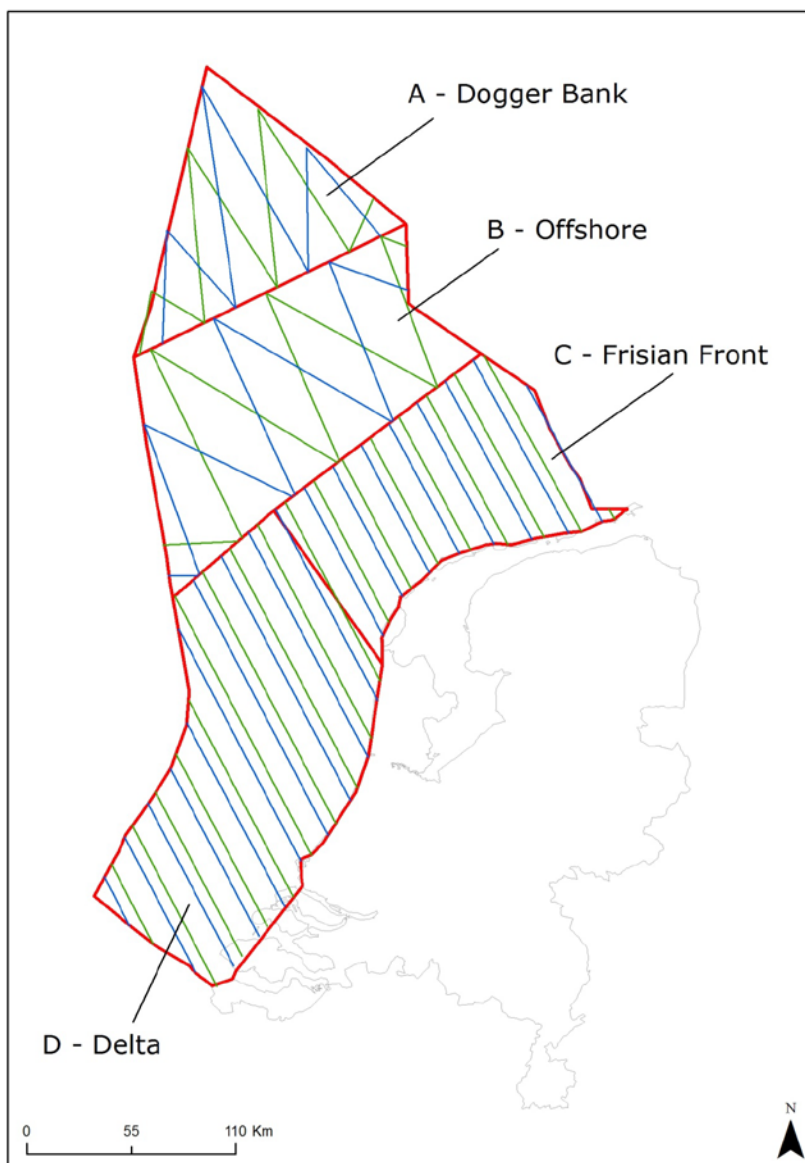 A - Dogger Bank
B - Offshore
C - Frisian Front
D - Delta
0 55 110 Km
N